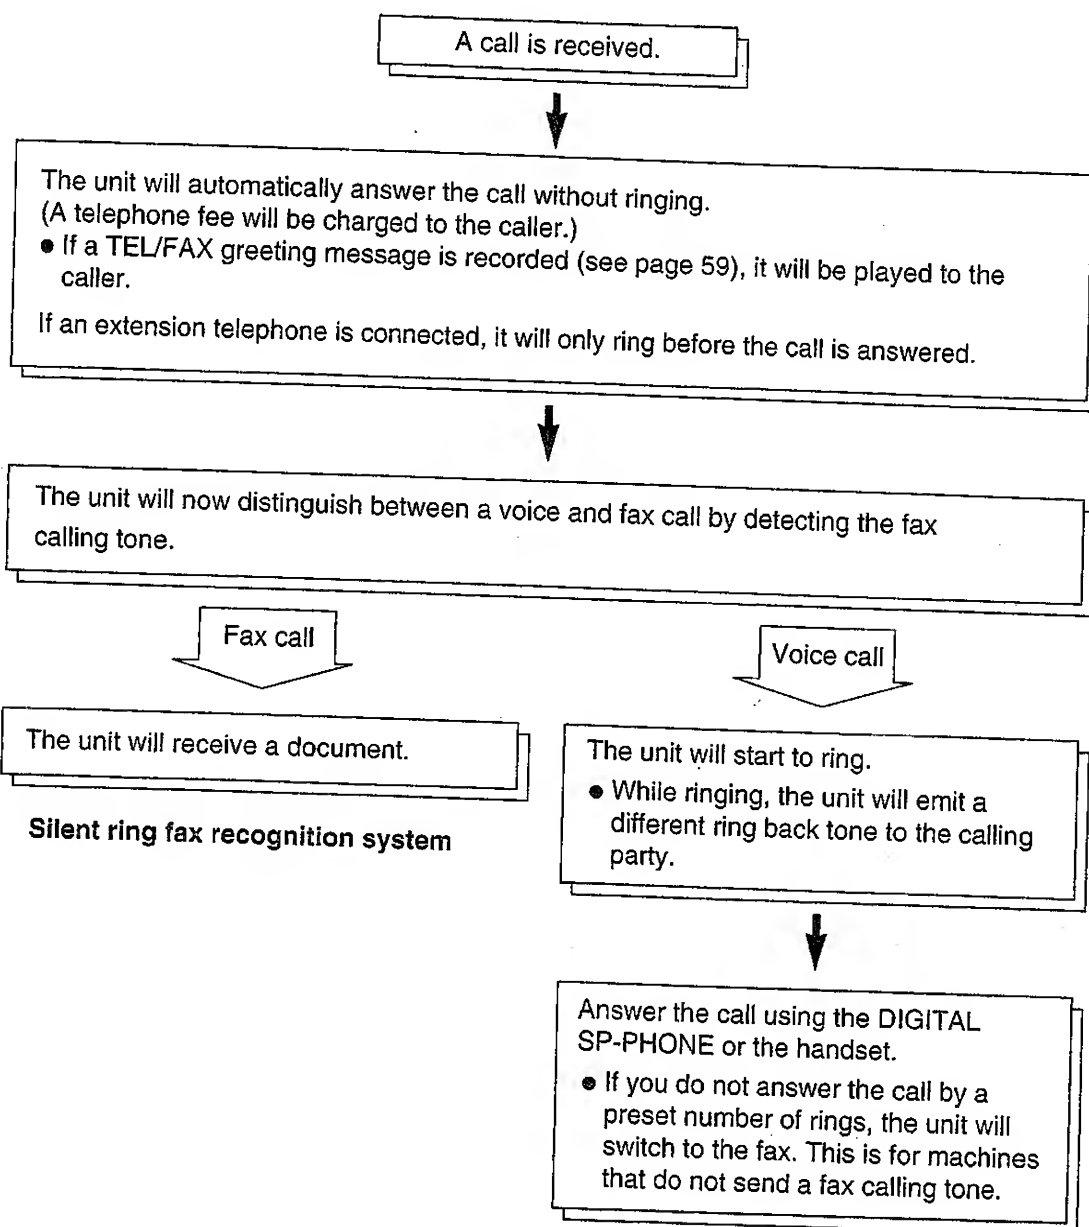 A call is received.
The unit will automatically answer the call without ringing.
(A telephone fee will be charged to the caller.)
● If a TEL/FAX greeting message is recorded (see page 59), it will be played to the
caller.
If an extension telephone is connected, it will only ring before the call is answered.
The unit will now distinguish between a voice and fax call by detecting the fax
calling tone.
Fax call
Voice call
The unit will receive a document.
Silent ring fax recognition system
The unit will start to ring.
● While ringing, the unit will emit a
different ring back tone to the calling
party.
Answer the call using the DIGITAL
SP-PHONE or the handset.
● If you do not answer the call by a
preset number of rings, the unit will
switch to the fax. This is for machines
that do not send a fax calling tone.